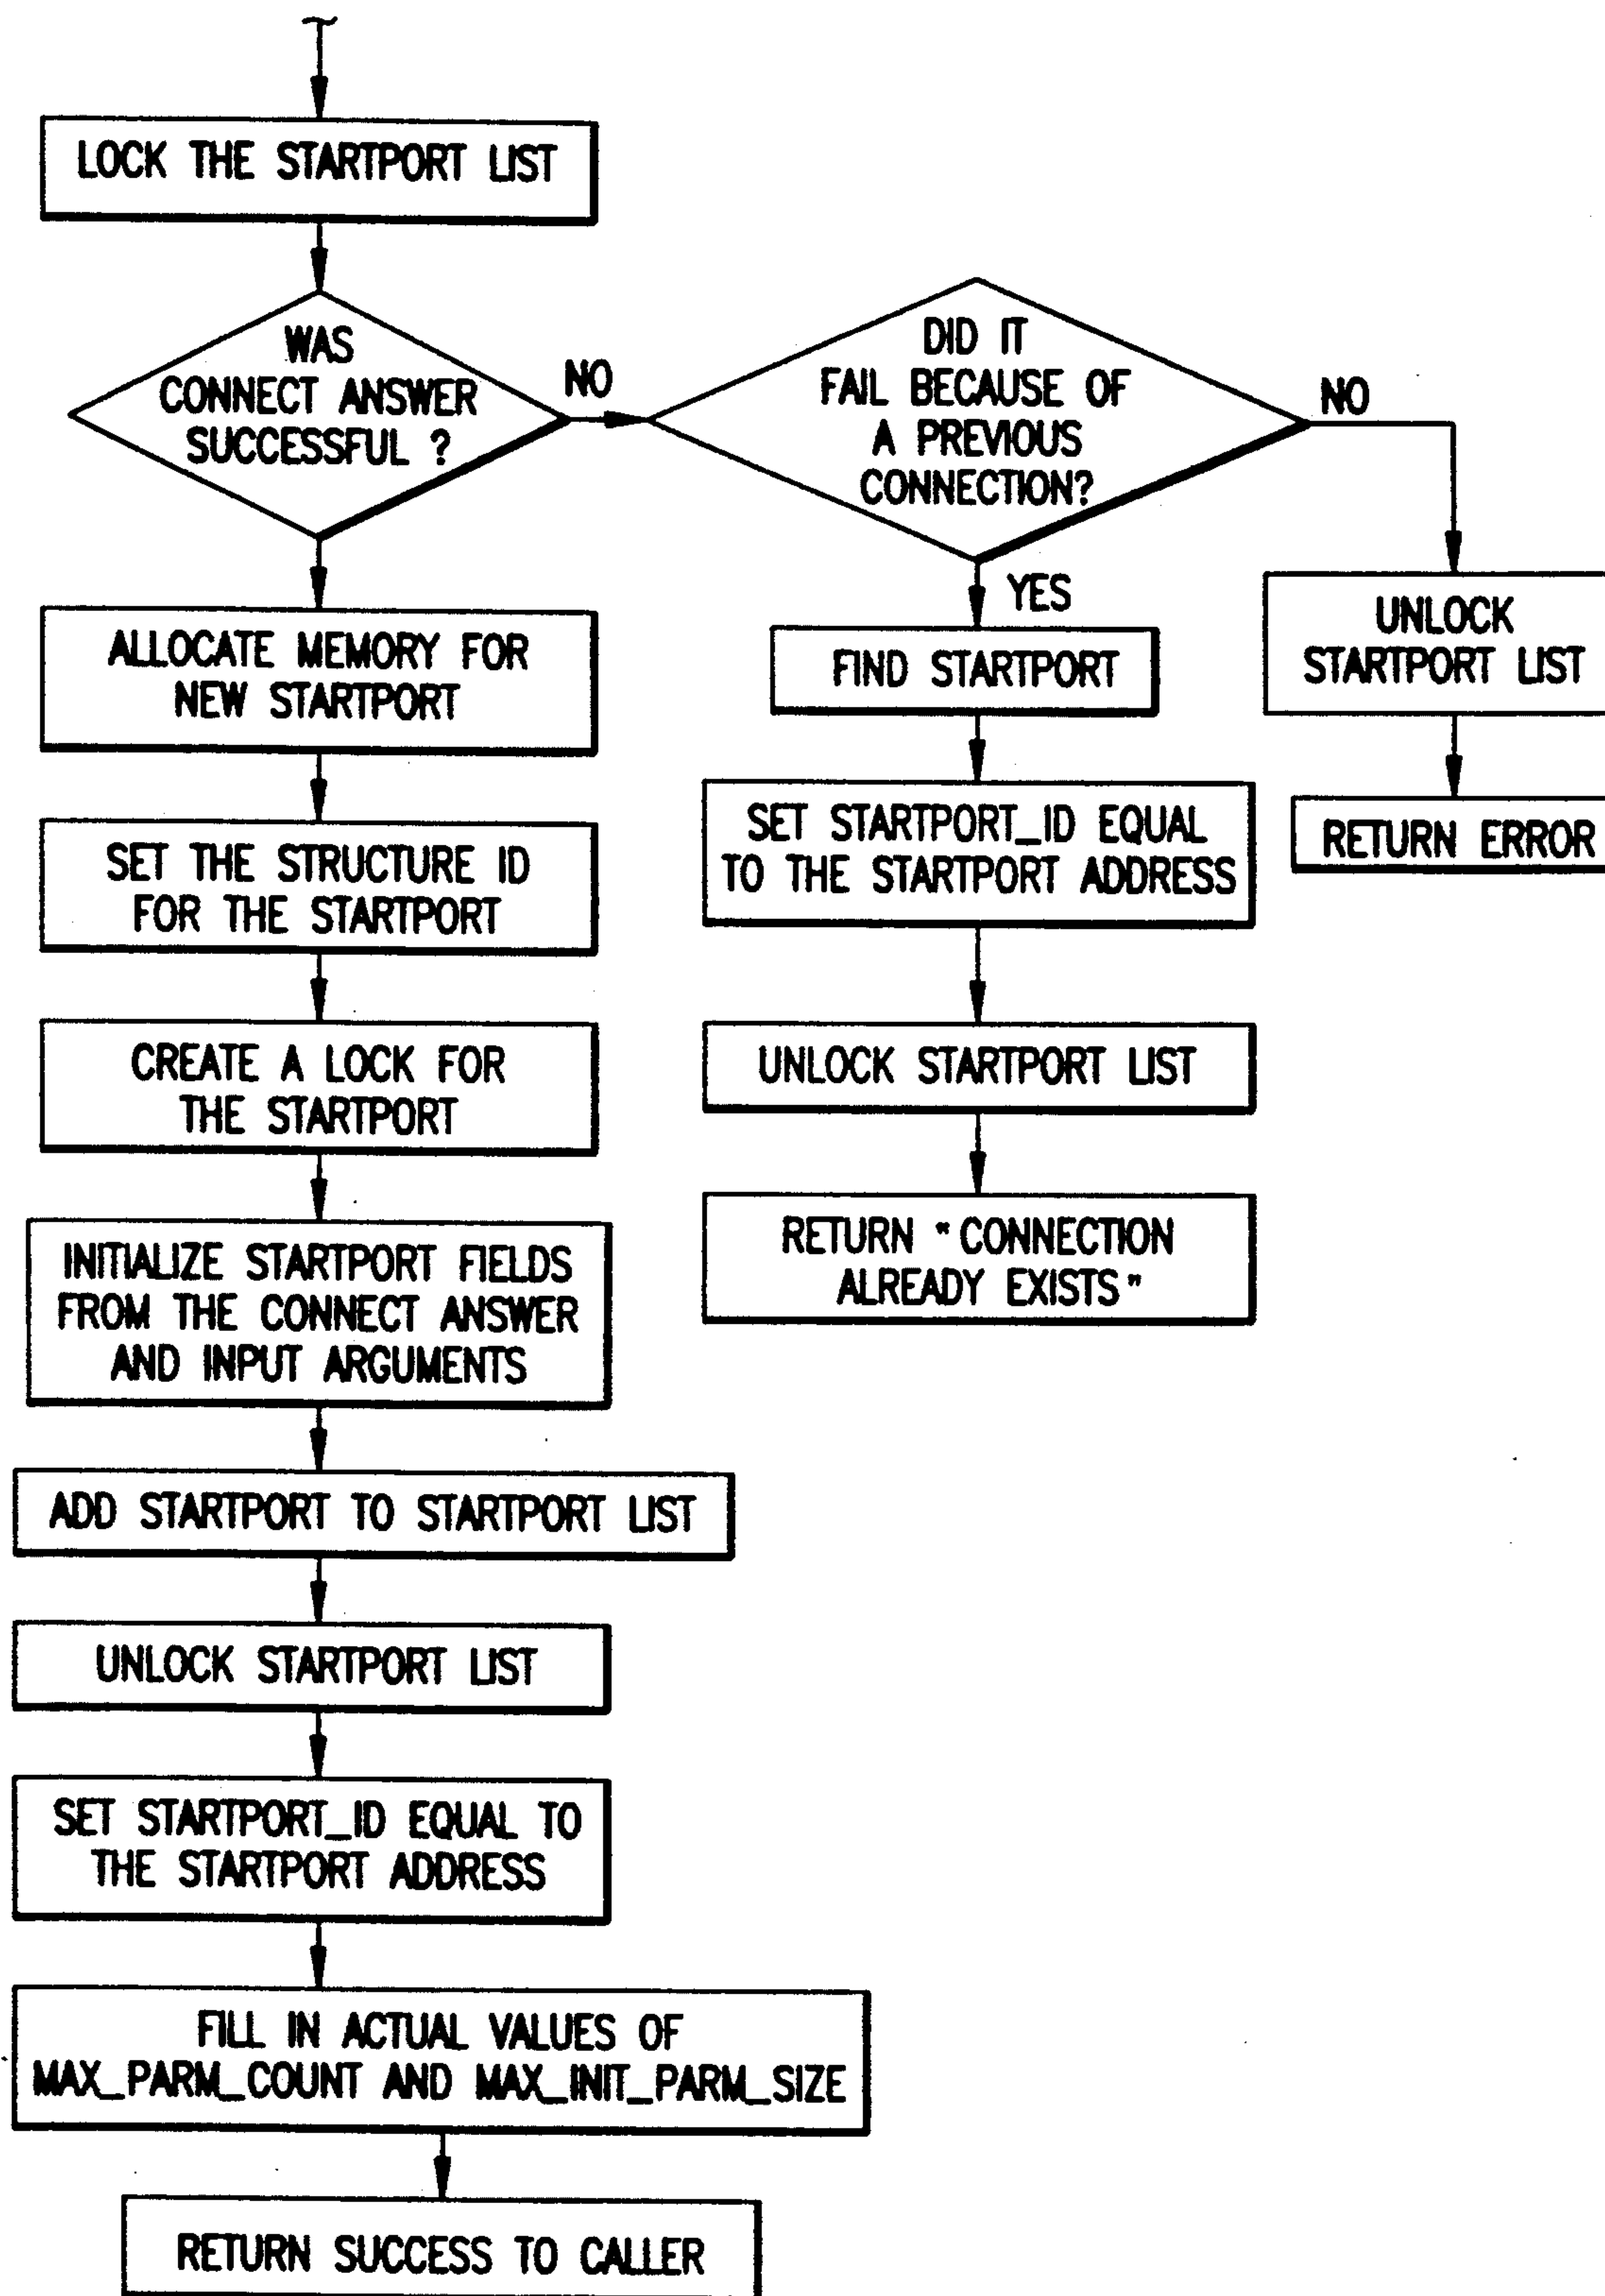 LOCK THE STARTPORT LIST
WAS
CONNECT ANSWER
SUCCESSFUL ?
NO
DID IT
FAIL BECAUSE OF
A PREVIOUS
CONNECTION?
NO
YES
ALLOCATE MEMORY FOR
NEW STARTPORT
SET THE STRUCTURE ID
FOR THE STARTPORT
CREATE A LOCK FOR
THE STARTPORT
INITIALIZE STARTPORT FIELDS
FROM THE CONNECT ANSWER
AND INPUT ARGUMENTS
ADD STARTPORT TO STARTPORT LIST
UNLOCK STARTPORT LIST
SET STARTPORT_ID EQUAL TO
THE STARTPORT ADDRESS
FILL IN ACTUAL VALUES OF
MAX_PARM_COUNT AND MAX_INIT_PARM_SIZE
RETURN SUCCESS TO CALLER
FIND STARTPORT
SET STARTPORT_ID EQUAL
TO THE STARTPORT ADDRESS
UNLOCK STARTPORT LIST
RETURN "CONNECTION
ALREADY EXISTS"
UNLOCK
STARTPORT LIST
RETURN ERROR